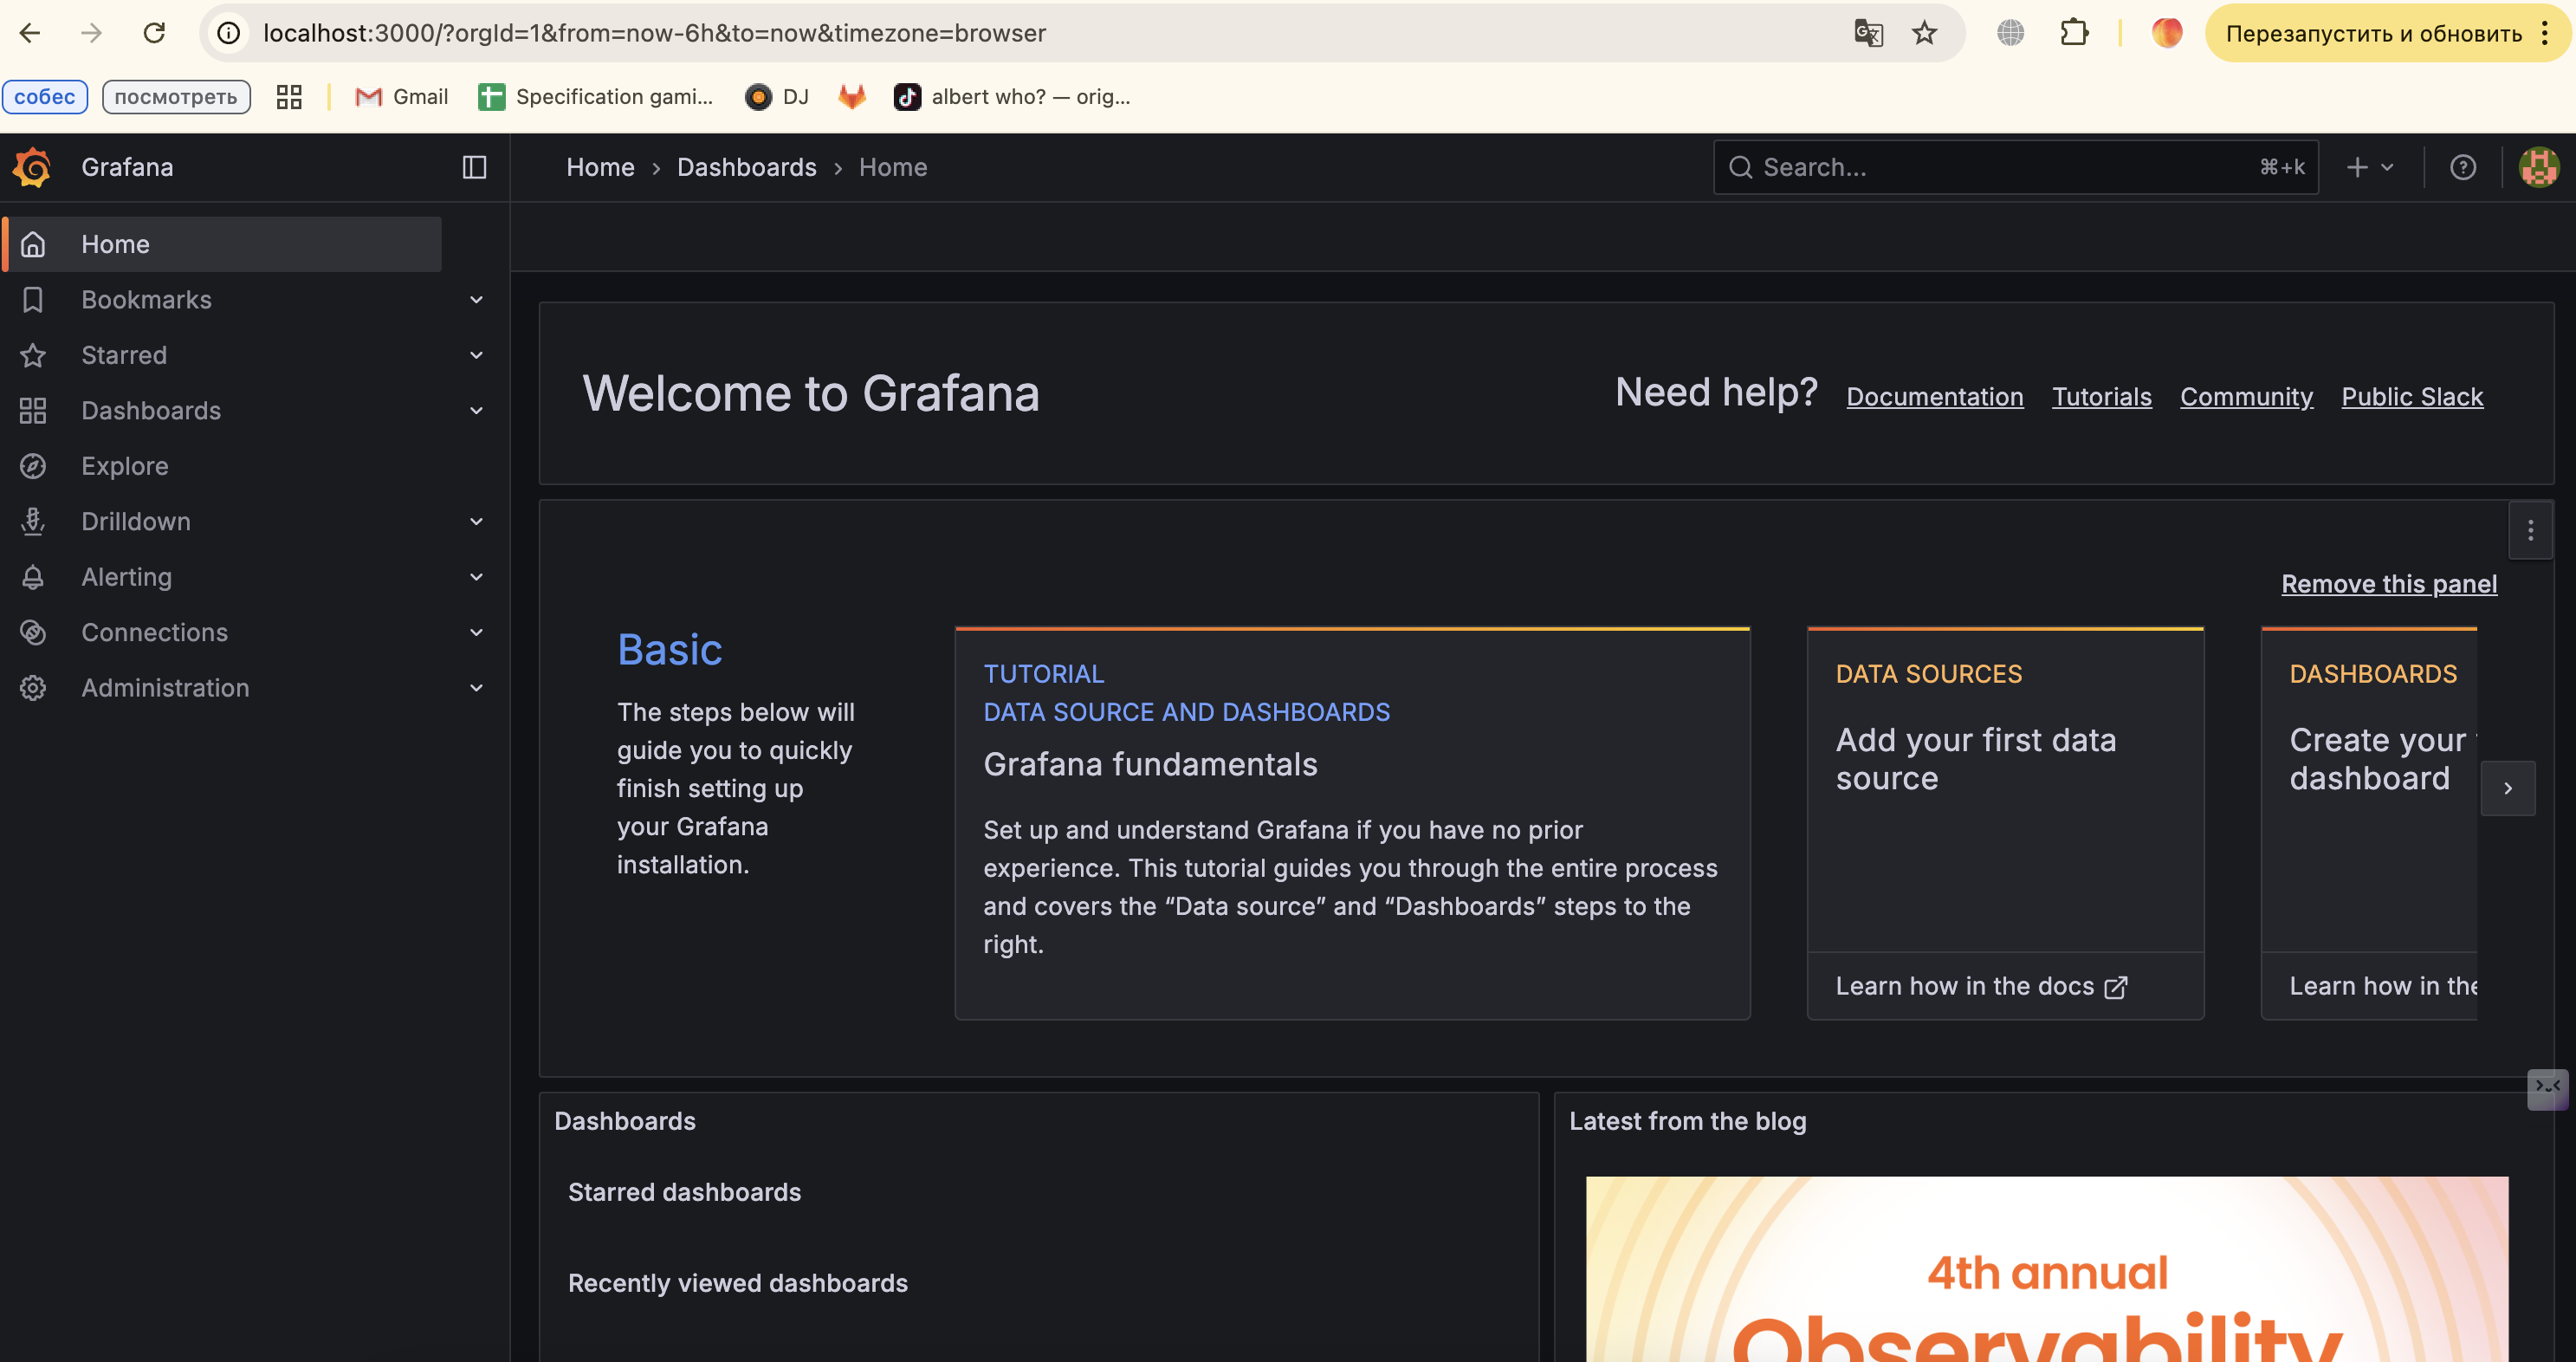 localhost:3000/?orgId=1&from=now-6h&to=now&timezone=browser
Перезапустить и обновить
собес
посмотреть
Gmail
Specification gami...
DJ
albert who? — orig...
Grafana
Home › Dashboards › Home
Search...
⌘+k
Home
Bookmarks
Starred
Dashboards
Explore
Drilldown
Alerting
Connections
Administration
Welcome to Grafana
Need help?
Documentation
Tutorials
Community
Public Slack
Remove this panel
Basic
The steps below will
guide you to quickly
finish setting up
your Grafana
installation.
TUTORIAL
DATA SOURCE AND DASHBOARDS
Grafana fundamentals
Set up and understand Grafana if you have no prior
experience. This tutorial guides you through the entire process
and covers the “Data source” and “Dashboards” steps to the
right.
DATA SOURCES
Add your first data
source
Learn how in the docs
DASHBOARDS
Create your
dashboard
Learn how in the
Dashboards
Starred dashboards
Recently viewed dashboards
Latest from the blog
4th annual
Observability